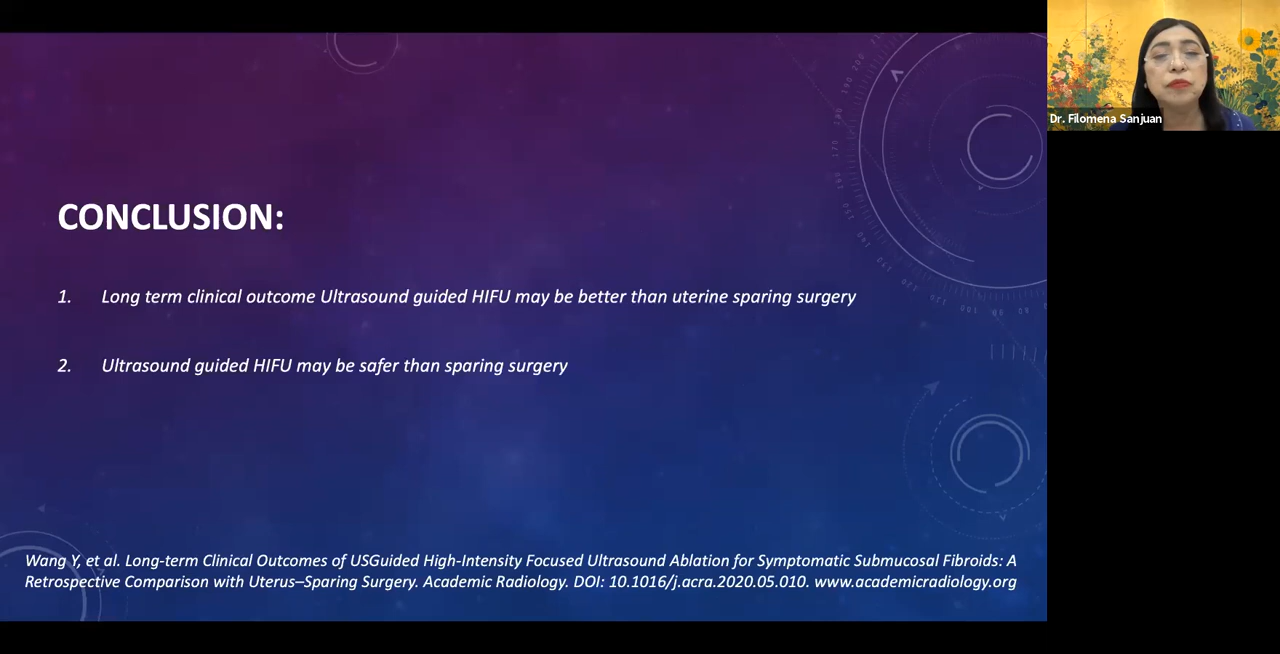 CONCLUSION:
1. Long term clinical outcome Ultrasound guided HIFU may be better than uterine sparing surgery
2. Ultrasound guided HIFU may be safer than sparing surgery
Wang Y, et al. Long-term Clinical Outcomes of USGuided High-Intensity Focused Ultrasound Ablation for Symptomatic Submucosal Fibroids: A
Retrospective Comparison with Uterus–Sparing Surgery. Academic Radiology. DOI: 10.1016/j.acra.2020.05.010. www.academicradiology.org
Dr. Filomena Sanjuan